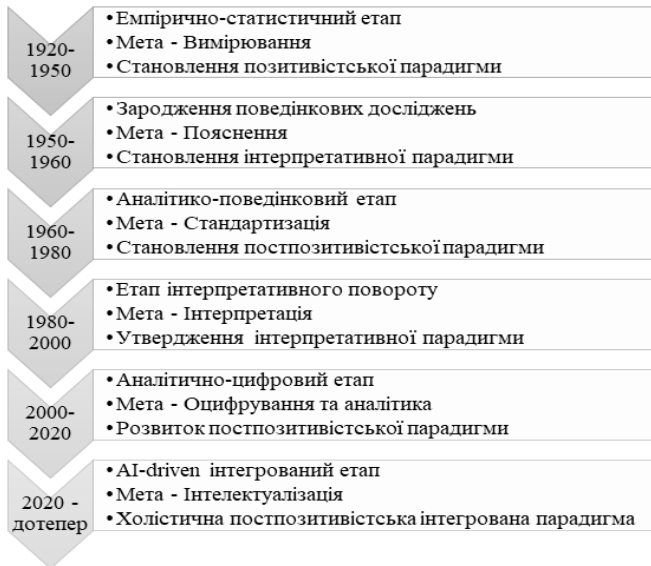 1920-
1950
•Емпірично-статистичний етап
•Мета - Вимірювання
•Становлення позитивістської парадигми
1950-
1960
•Зародження поведінкових досліджень
•Мета - Пояснення
•Становлення інтерпретативної парадигми
1960-
1980
•Аналітико-поведінковий етап
•Мета - Стандартизація
•Становлення постпозитивістської парадигми
1980-
2000
•Етап інтерпретативного повороту
•Мета - Інтерпретація
•Утвердження інтерпретативної парадигми
2000-
2020
•Аналітично-цифровий етап
•Мета - Оцифрування та аналітика
•Розвиток постпозитивістської парадигми
2020 -
дотепер
•AI-driven інтегрований етап
•Мета - Інтелектуалізація
•Холістична постпозитивістська інтегрована парадигма